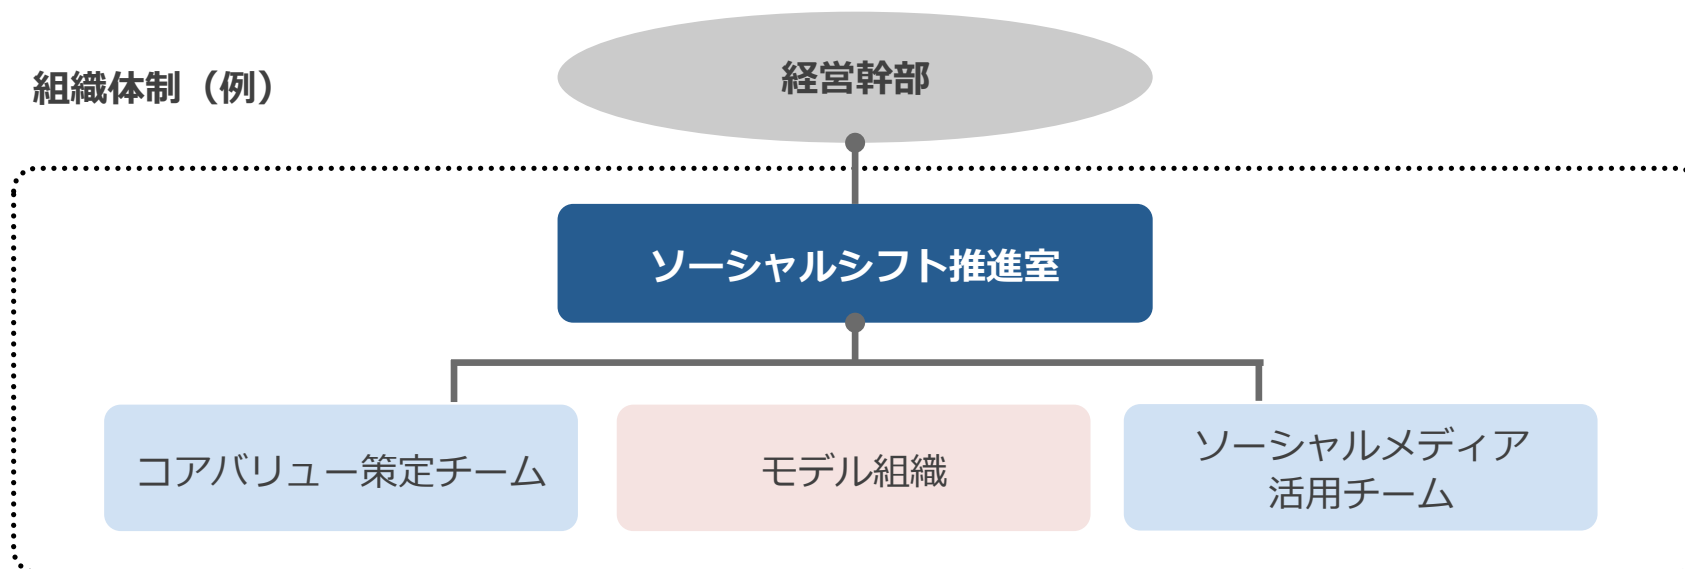 組織体制（例）
経営幹部
ソーシャルシフト推進室
コアバリュー策定チーム
モデル組織
ソーシャルメディア
活用チーム